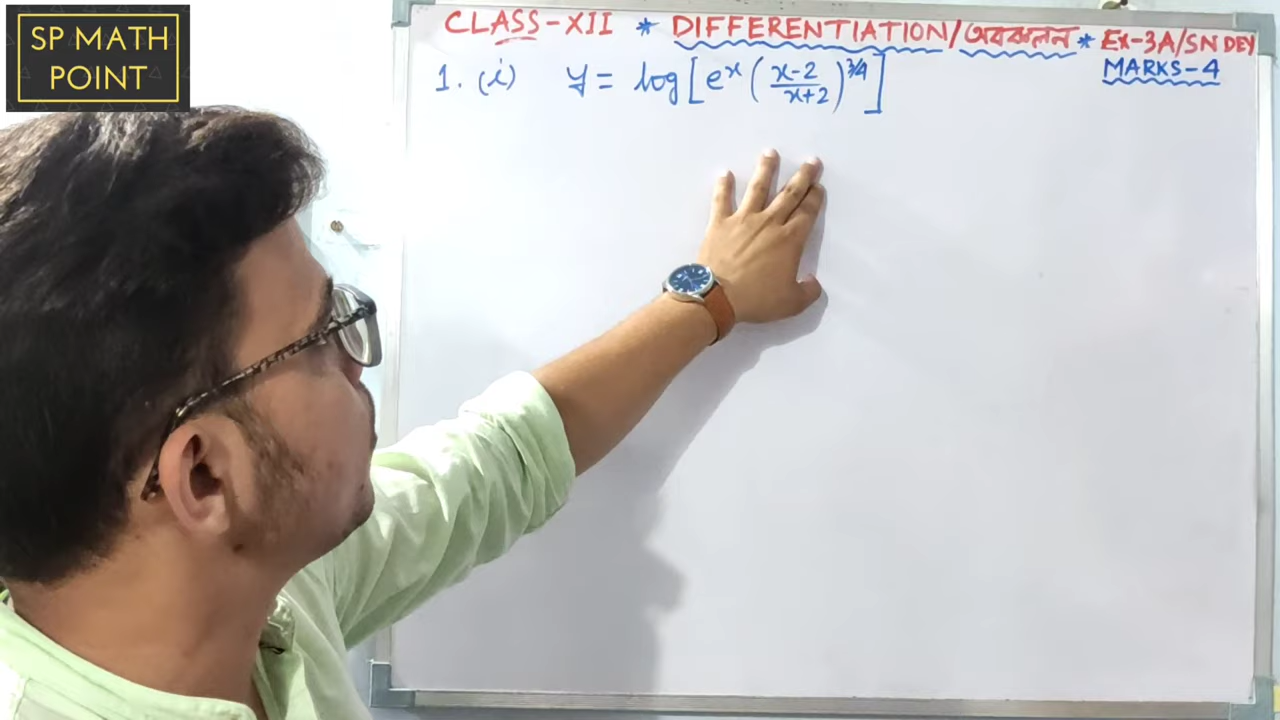 SP MATH
POINT
CLASS-XII * DIFFERENTIATION/অবকলন * Ex-3A/SN DEY
MARKS-4
1. (i) y = log[e^x((x-2)/(x+2))^(3/4)]